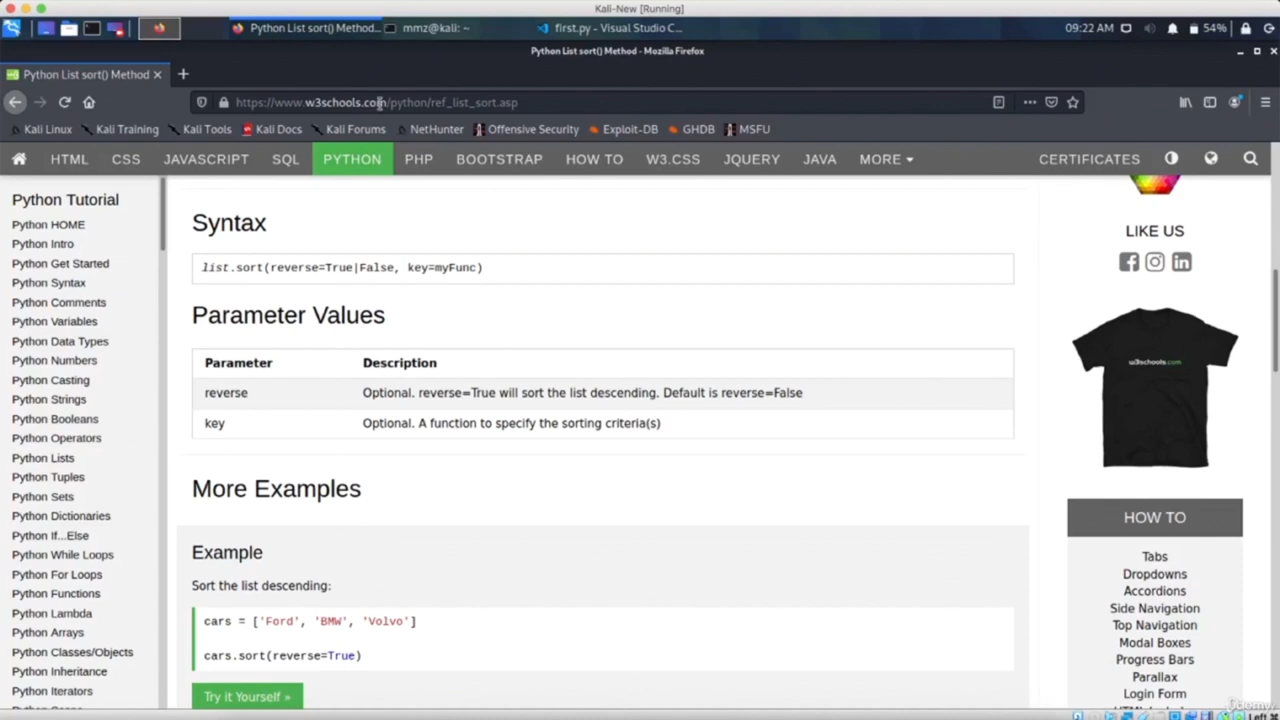 Kali-New [Running]
Python List sort() Method...
mmz@kali: ~
first.py - Visual Studio C...
09:22 AM
54%
Python List sort() Method - Mozilla Firefox
Python List sort() Method
https://www.w3schools.com/python/ref_list_sort.asp
Kali Linux
Kali Training
Kali Tools
Kali Docs
Kali Forums
NetHunter
Offensive Security
Exploit-DB
GHDB
MSFU
HTML
CSS
JAVASCRIPT
SQL
PYTHON
PHP
BOOTSTRAP
HOW TO
W3.CSS
JQUERY
JAVA
MORE
CERTIFICATES
Python Tutorial
Python HOME
Python Intro
Python Get Started
Python Syntax
Python Comments
Python Variables
Python Data Types
Python Numbers
Python Casting
Python Strings
Python Booleans
Python Operators
Python Lists
Python Tuples
Python Sets
Python Dictionaries
Python If...Else
Python While Loops
Python For Loops
Python Functions
Python Lambda
Python Arrays
Python Classes/Objects
Python Inheritance
Python Iterators
Syntax
list.sort(reverse=True|False, key=myFunc)
Parameter Values
Parameter Description
reverse Optional. reverse=True will sort the list descending. Default is reverse=False
key Optional. A function to specify the sorting criteria(s)
More Examples
Example
Sort the list descending:
cars = ['Ford', 'BMW', 'Volvo']
cars.sort(reverse=True)
Try it Yourself »
LIKE US
w3schools.com
HOW TO
Tabs
Dropdowns
Accordions
Side Navigation
Top Navigation
Modal Boxes
Progress Bars
Parallax
Login Form
Udemy
Left ⌘